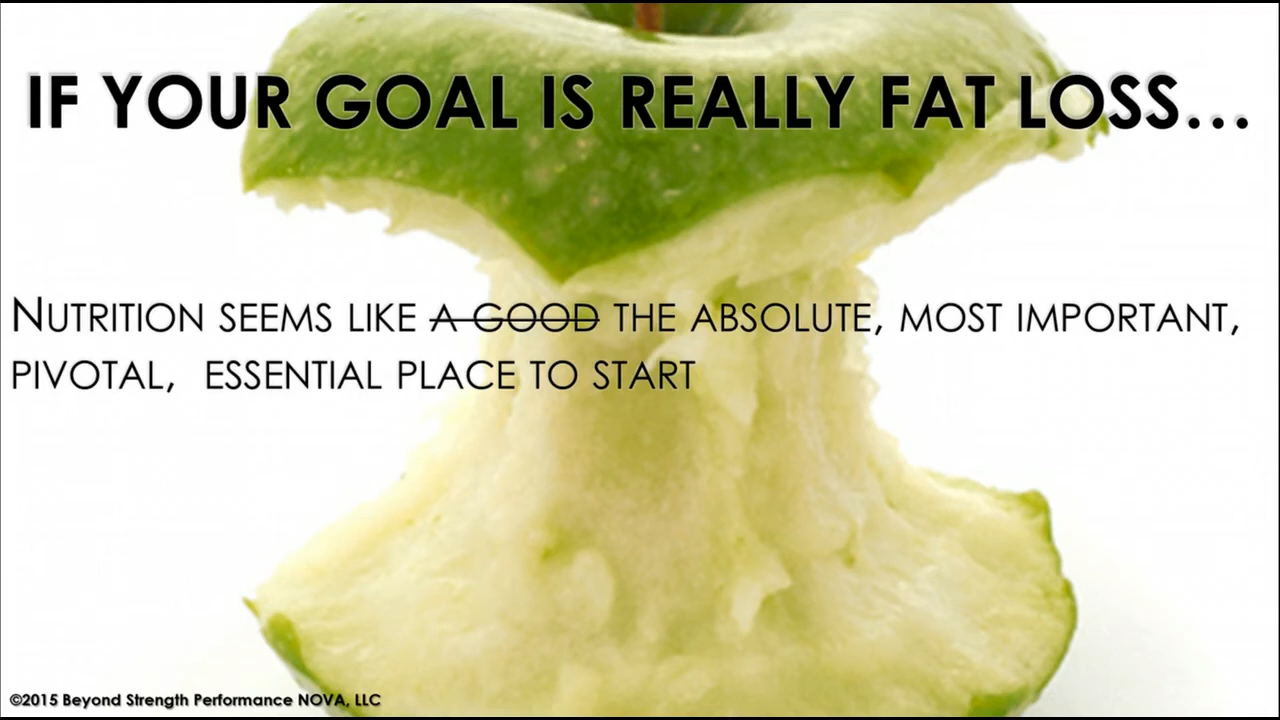 IF YOUR GOAL IS REALLY FAT LOSS...
NUTRITION SEEMS LIKE A GOOD THE ABSOLUTE, MOST IMPORTANT,
PIVOTAL, ESSENTIAL PLACE TO START
©2015 Beyond Strength Performance NOVA, LLC